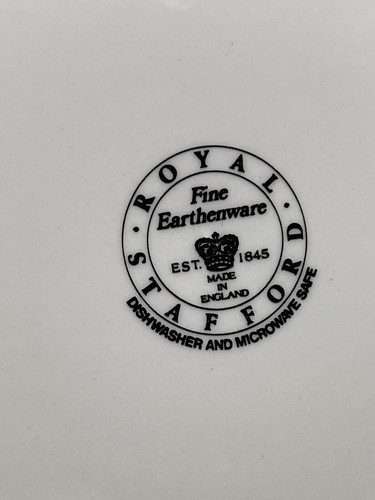 ROYAL
STAFFORD
Fine
Earthenware
EST. 1845
MADE
IN
ENGLAND
DISHWASHER AND MICROWAVE SAFE